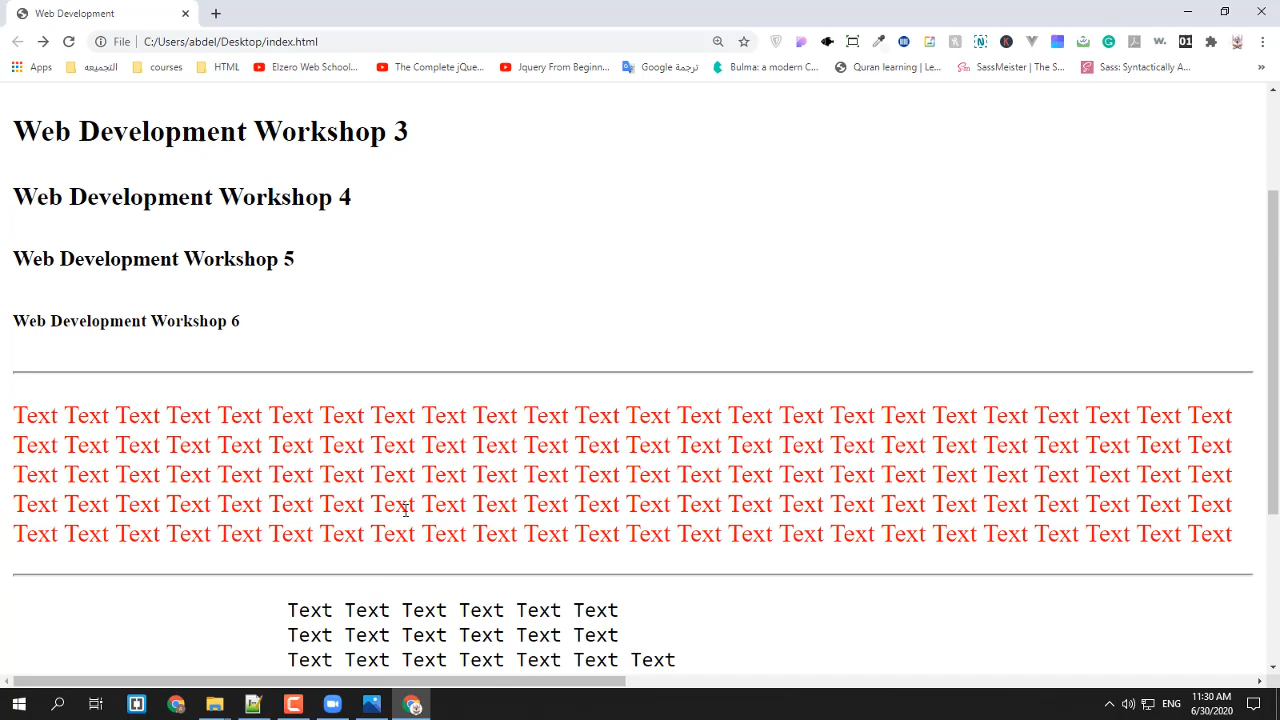 Web Development
File
C:/Users/abdel/Desktop/index.html
Apps
التجميعه
courses
HTML
Elzero Web School...
The Complete jQue...
Jquery From Beginn...
ترجمة Google
Bulma: a modern C...
Quran learning | Le...
SassMeister | The S...
Sass: Syntactically A...
Web Development Workshop 3
Web Development Workshop 4
Web Development Workshop 5
Web Development Workshop 6
Text Text Text Text Text Text Text Text Text Text Text Text Text Text Text Text Text Text Text Text Text Text Text Text
Text Text Text Text Text Text Text Text Text Text Text Text Text Text Text Text Text Text Text Text Text Text Text Text
Text Text Text Text Text Text Text Text Text Text Text Text Text Text Text Text Text Text Text Text Text Text Text Text
Text Text Text Text Text Text Text Text Text Text Text Text Text Text Text Text Text Text Text Text Text Text Text Text
Text Text Text Text Text Text Text Text Text Text Text Text Text Text Text Text Text Text Text Text Text Text Text Text
Text Text Text Text Text Text
Text Text Text Text Text Text
Text Text Text Text Text Text Text
ENG
11:30 AM
6/30/2020